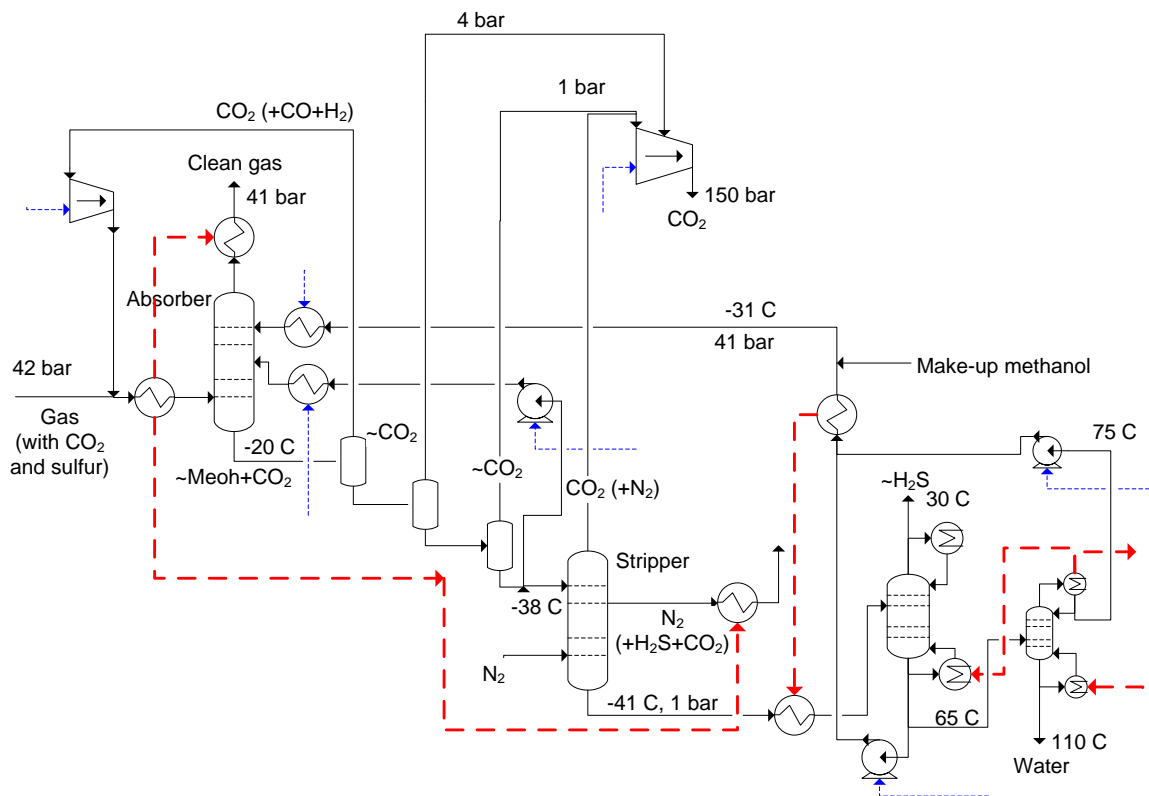 4 bar
1 bar
CO₂ (+CO+H₂)
Clean gas
41 bar
150 bar
CO₂
Absorber
-31 C
41 bar
42 bar
Make-up methanol
Gas
(with CO₂
and sulfur)
-20 C
~Meoh+CO₂
~CO₂
~CO₂
CO₂ (+N₂)
75 C
~H₂S
30 C
Stripper
-38 C
N₂
(+H₂S+CO₂)
N₂
-41 C, 1 bar
65 C
110 C
Water